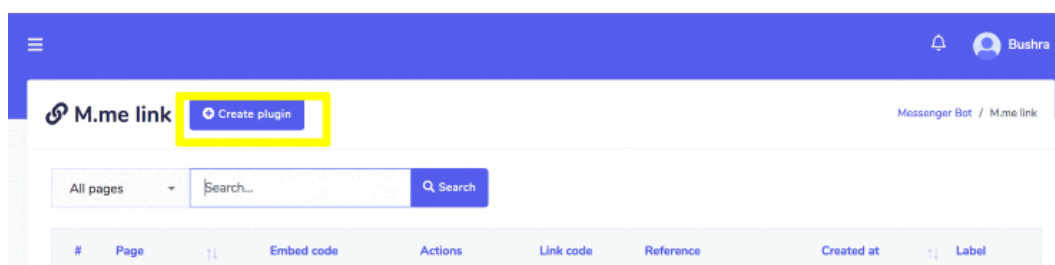 Bushra
M.me link Create plugin Messenger Bot / M.me link
All pages Search... Search
# Page Embed code Actions Link code Reference Created at Label